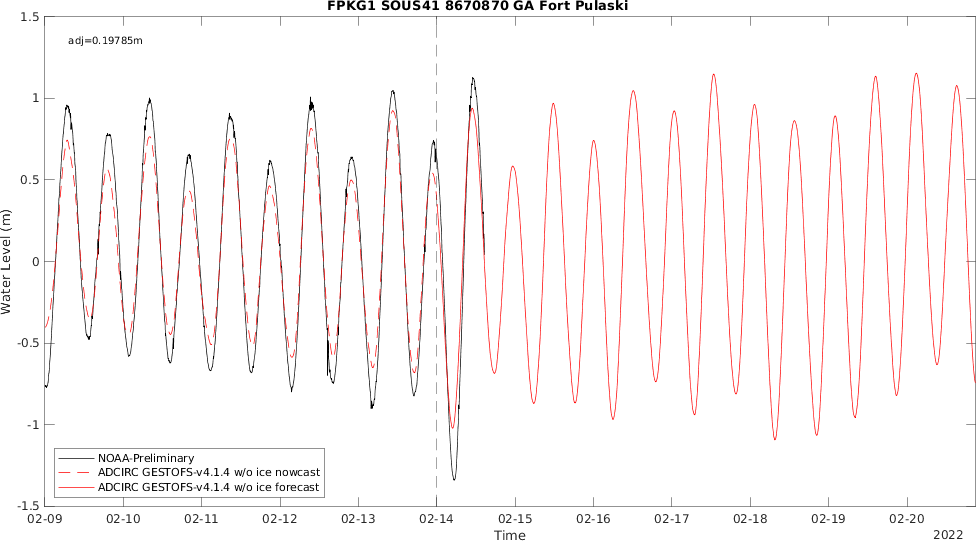 FPKG1 SOUS41 8670870 GA Fort Pulaski
adj=0.19785m
1.5
1
0.5
0
-0.5
-1
-1.5
Water Level (m)
NOAA-Preliminary
ADCIRC GESTOFS-v4.1.4 w/o ice nowcast
ADCIRC GESTOFS-v4.1.4 w/o ice forecast
02-09 02-10 02-11 02-12 02-13 02-14 02-15 02-16 02-17 02-18 02-19 02-20
Time
2022